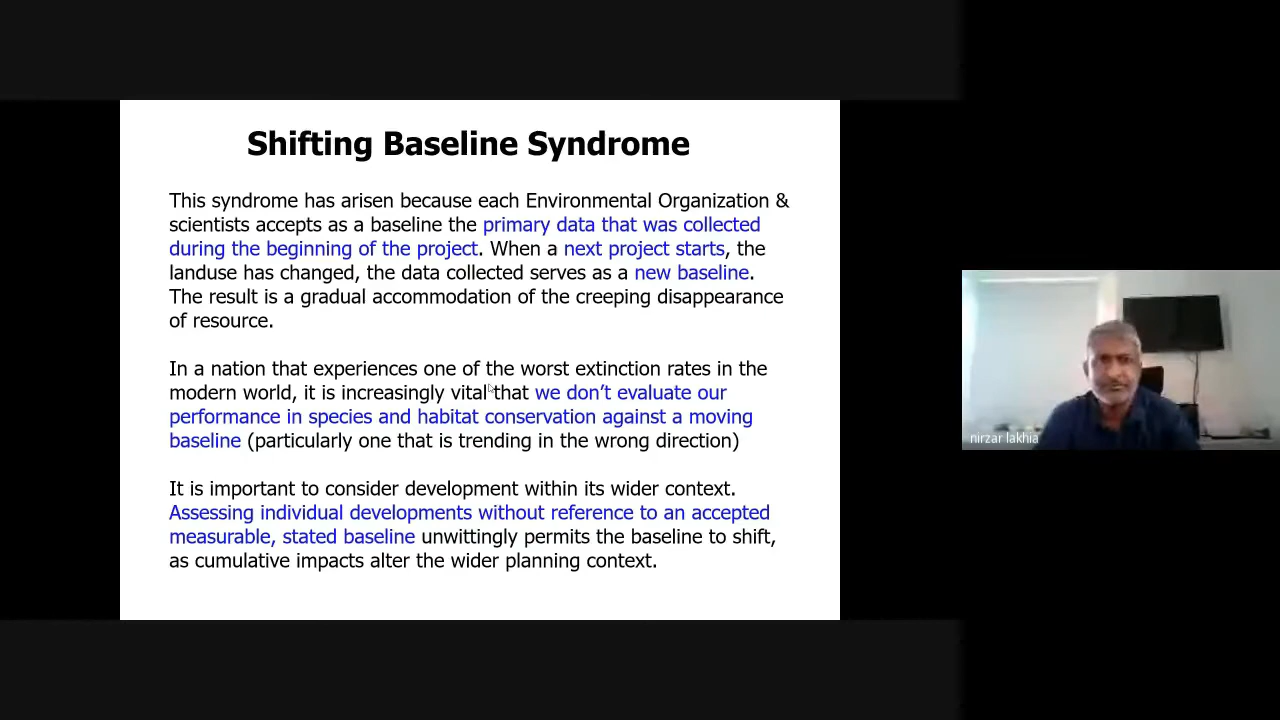 Shifting Baseline Syndrome
This syndrome has arisen because each Environmental Organization &
scientists accepts as a baseline the primary data that was collected
during the beginning of the project. When a next project starts, the
landuse has changed, the data collected serves as a new baseline.
The result is a gradual accommodation of the creeping disappearance
of resource.
In a nation that experiences one of the worst extinction rates in the
modern world, it is increasingly vital that we don’t evaluate our
performance in species and habitat conservation against a moving
baseline (particularly one that is trending in the wrong direction)
It is important to consider development within its wider context.
Assessing individual developments without reference to an accepted
measurable, stated baseline unwittingly permits the baseline to shift,
as cumulative impacts alter the wider planning context.
nirzar lakhia